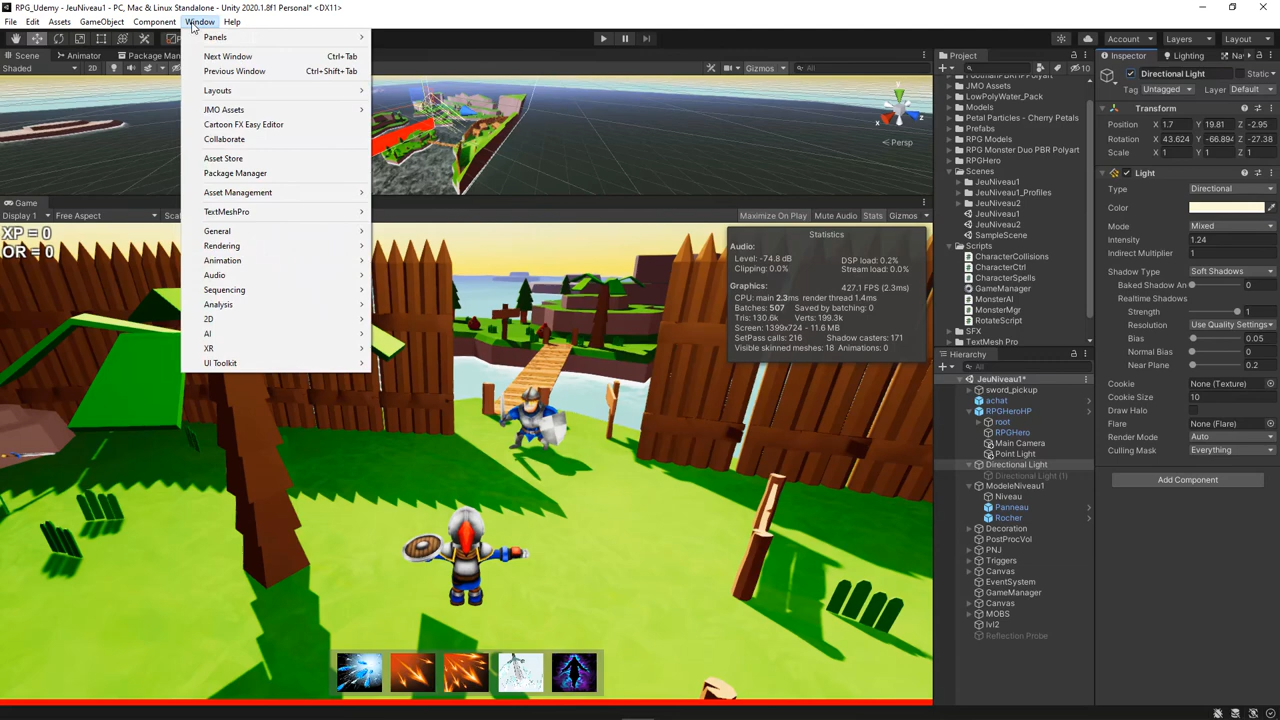 RPG_Udemy - JeuNiveau1 - PC, Mac & Linux Standalone - Unity 2020.1.8f1 Personal* <DX11>
File Edit Assets GameObject Component Window Help
Account Layers Layout
Scene Animator Package Man
Shaded 2D Gizmos All
Persp
Panels
Next Window Ctrl+Tab
Previous Window Ctrl+Shift+Tab
Layouts
JMO Assets
Cartoon FX Easy Editor
Collaborate
Asset Store
Package Manager
Asset Management
TextMeshPro
General
Rendering
Animation
Audio
Sequencing
Analysis
2D
AI
XR
UI Toolkit
Game
Display 1 Free Aspect Maximize On Play Mute Audio Stats Gizmos
XP = 0
OR = 0
Statistics
Audio:
Level: -74.8 dB DSP load: 0.2%
Clipping: 0.0% Stream load: 0.0%
Graphics: 427.1 FPS (2.3ms)
CPU: main 2.3ms render thread 1.4ms
Batches: 507 Saved by batching: 0
Tris: 130.6k Verts: 199.3k
Screen: 1399x724 - 11.6 MB
SetPass calls: 216 Shadow casters: 171
Visible skinned meshes: 18 Animations: 0
Project
10
JMO Assets
LowPolyWater_Pack
Models
Petal Particles - Cherry Petals
Prefabs
RPG Models
RPG Monster Duo PBR Polyart
RPGHero
Scenes
JeuNiveau1
JeuNiveau1_Profiles
JeuNiveau2
JeuNiveau1
JeuNiveau2
SampleScene
Scripts
CharacterCollisions
CharacterCtrl
CharacterSpells
GameManager
MonsterAI
MonsterMgr
RotateScript
SFX
TextMesh Pro
Hierarchy
All
JeuNiveau1*
sword_pickup
achat
RPGHeroHP
root
RPGHero
Main Camera
Point Light
Directional Light
Directional Light (1)
ModeleNiveau1
Niveau
Panneau
Rocher
Decoration
PostProcVol
PNJ
Triggers
Canvas
EventSystem
GameManager
Canvas
MOBS
lvl2
Reflection Probe
Inspector Lighting
Directional Light Static
Tag Untagged Layer Default
Transform
Position X 1.7 Y 19.81 Z -2.95
Rotation X 43.624 Y -66.894 Z -27.38
Scale X 1 Y 1 Z 1
Light
Type Directional
Color
Mode Mixed
Intensity 1.24
Indirect Multiplier 1
Shadow Type Soft Shadows
Baked Shadow An 0
Realtime Shadows
Strength 1
Resolution Use Quality Settings
Bias 0.05
Normal Bias 0
Near Plane 0.2
Cookie None (Texture)
Cookie Size 10
Draw Halo
Flare None (Flare)
Render Mode Auto
Culling Mask Everything
Add Component